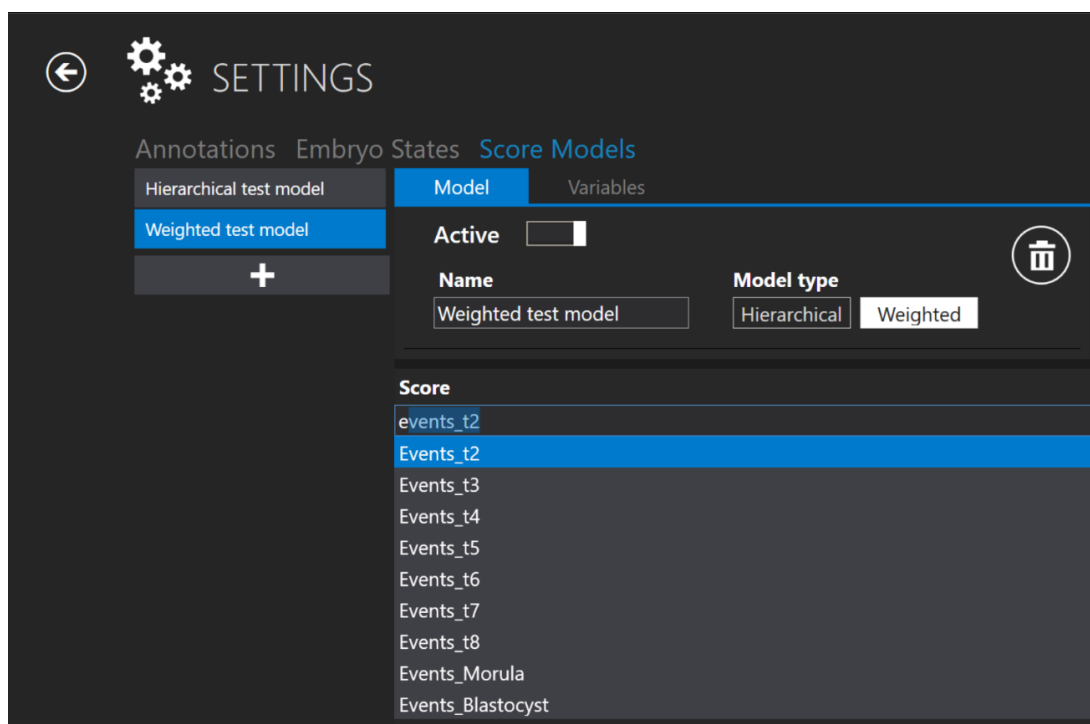 SETTINGS
Annotations Embryo States Score Models
Hierarchical test model
Weighted test model
Model Variables
Active
Name Model type
Weighted test model Hierarchical Weighted
Score
events_t2
Events_t2
Events_t3
Events_t4
Events_t5
Events_t6
Events_t7
Events_t8
Events_Morula
Events_Blastocyst